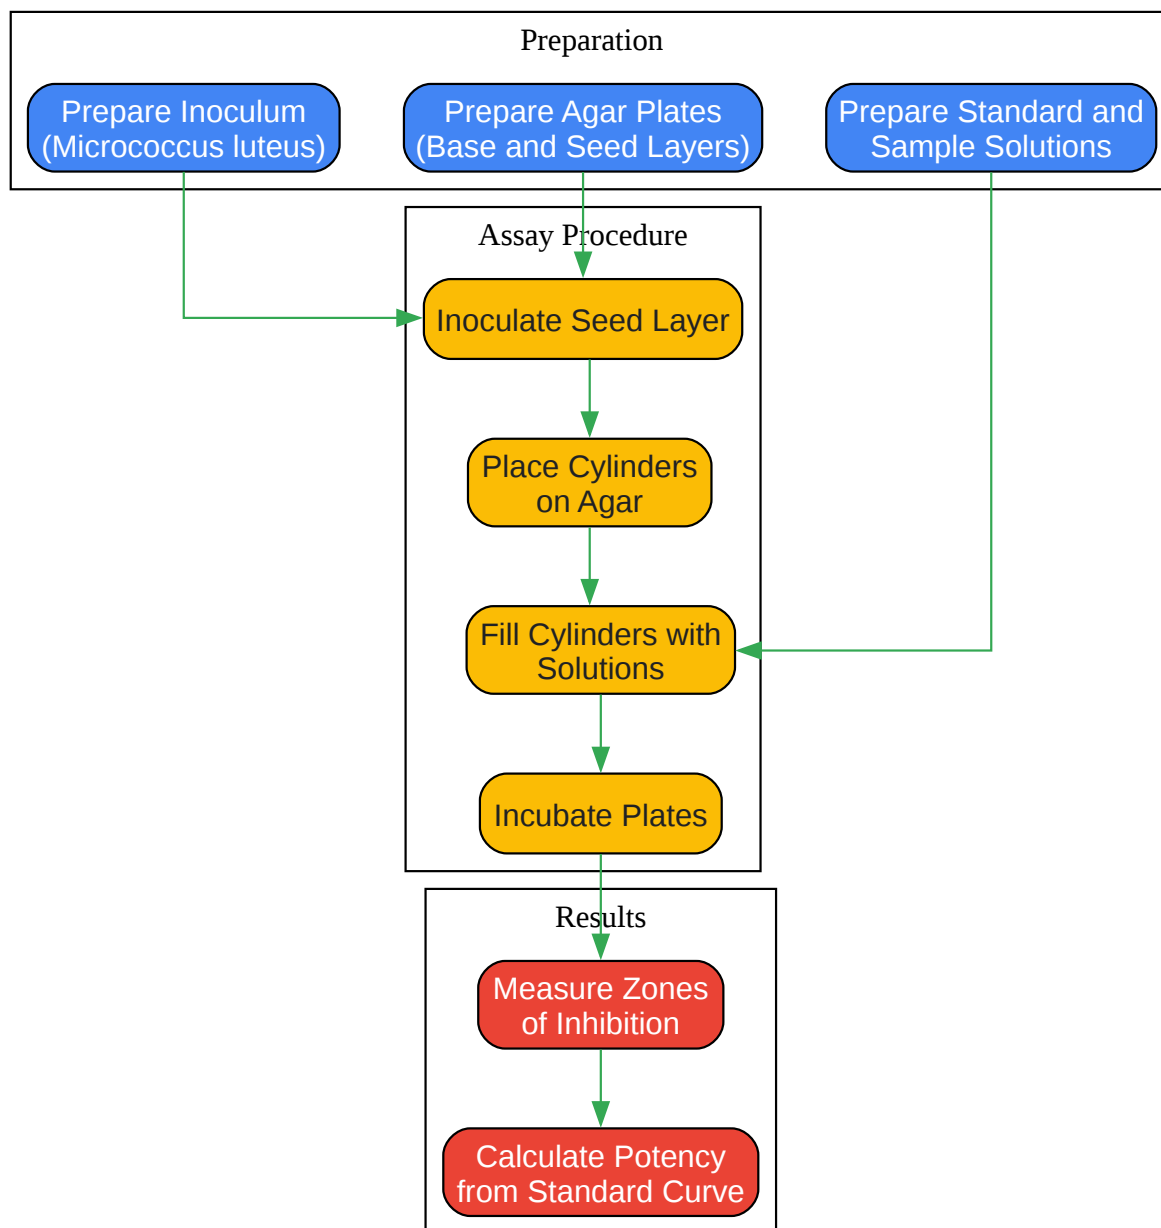 Preparation
Prepare Inoculum
(Micrococcus luteus)
Prepare Agar Plates
(Base and Seed Layers)
Prepare Standard and
Sample Solutions
Assay Procedure
Inoculate Seed Layer
Place Cylinders
on Agar
Fill Cylinders with
Solutions
Incubate Plates
Results
Measure Zones
of Inhibition
Calculate Potency
from Standard Curve